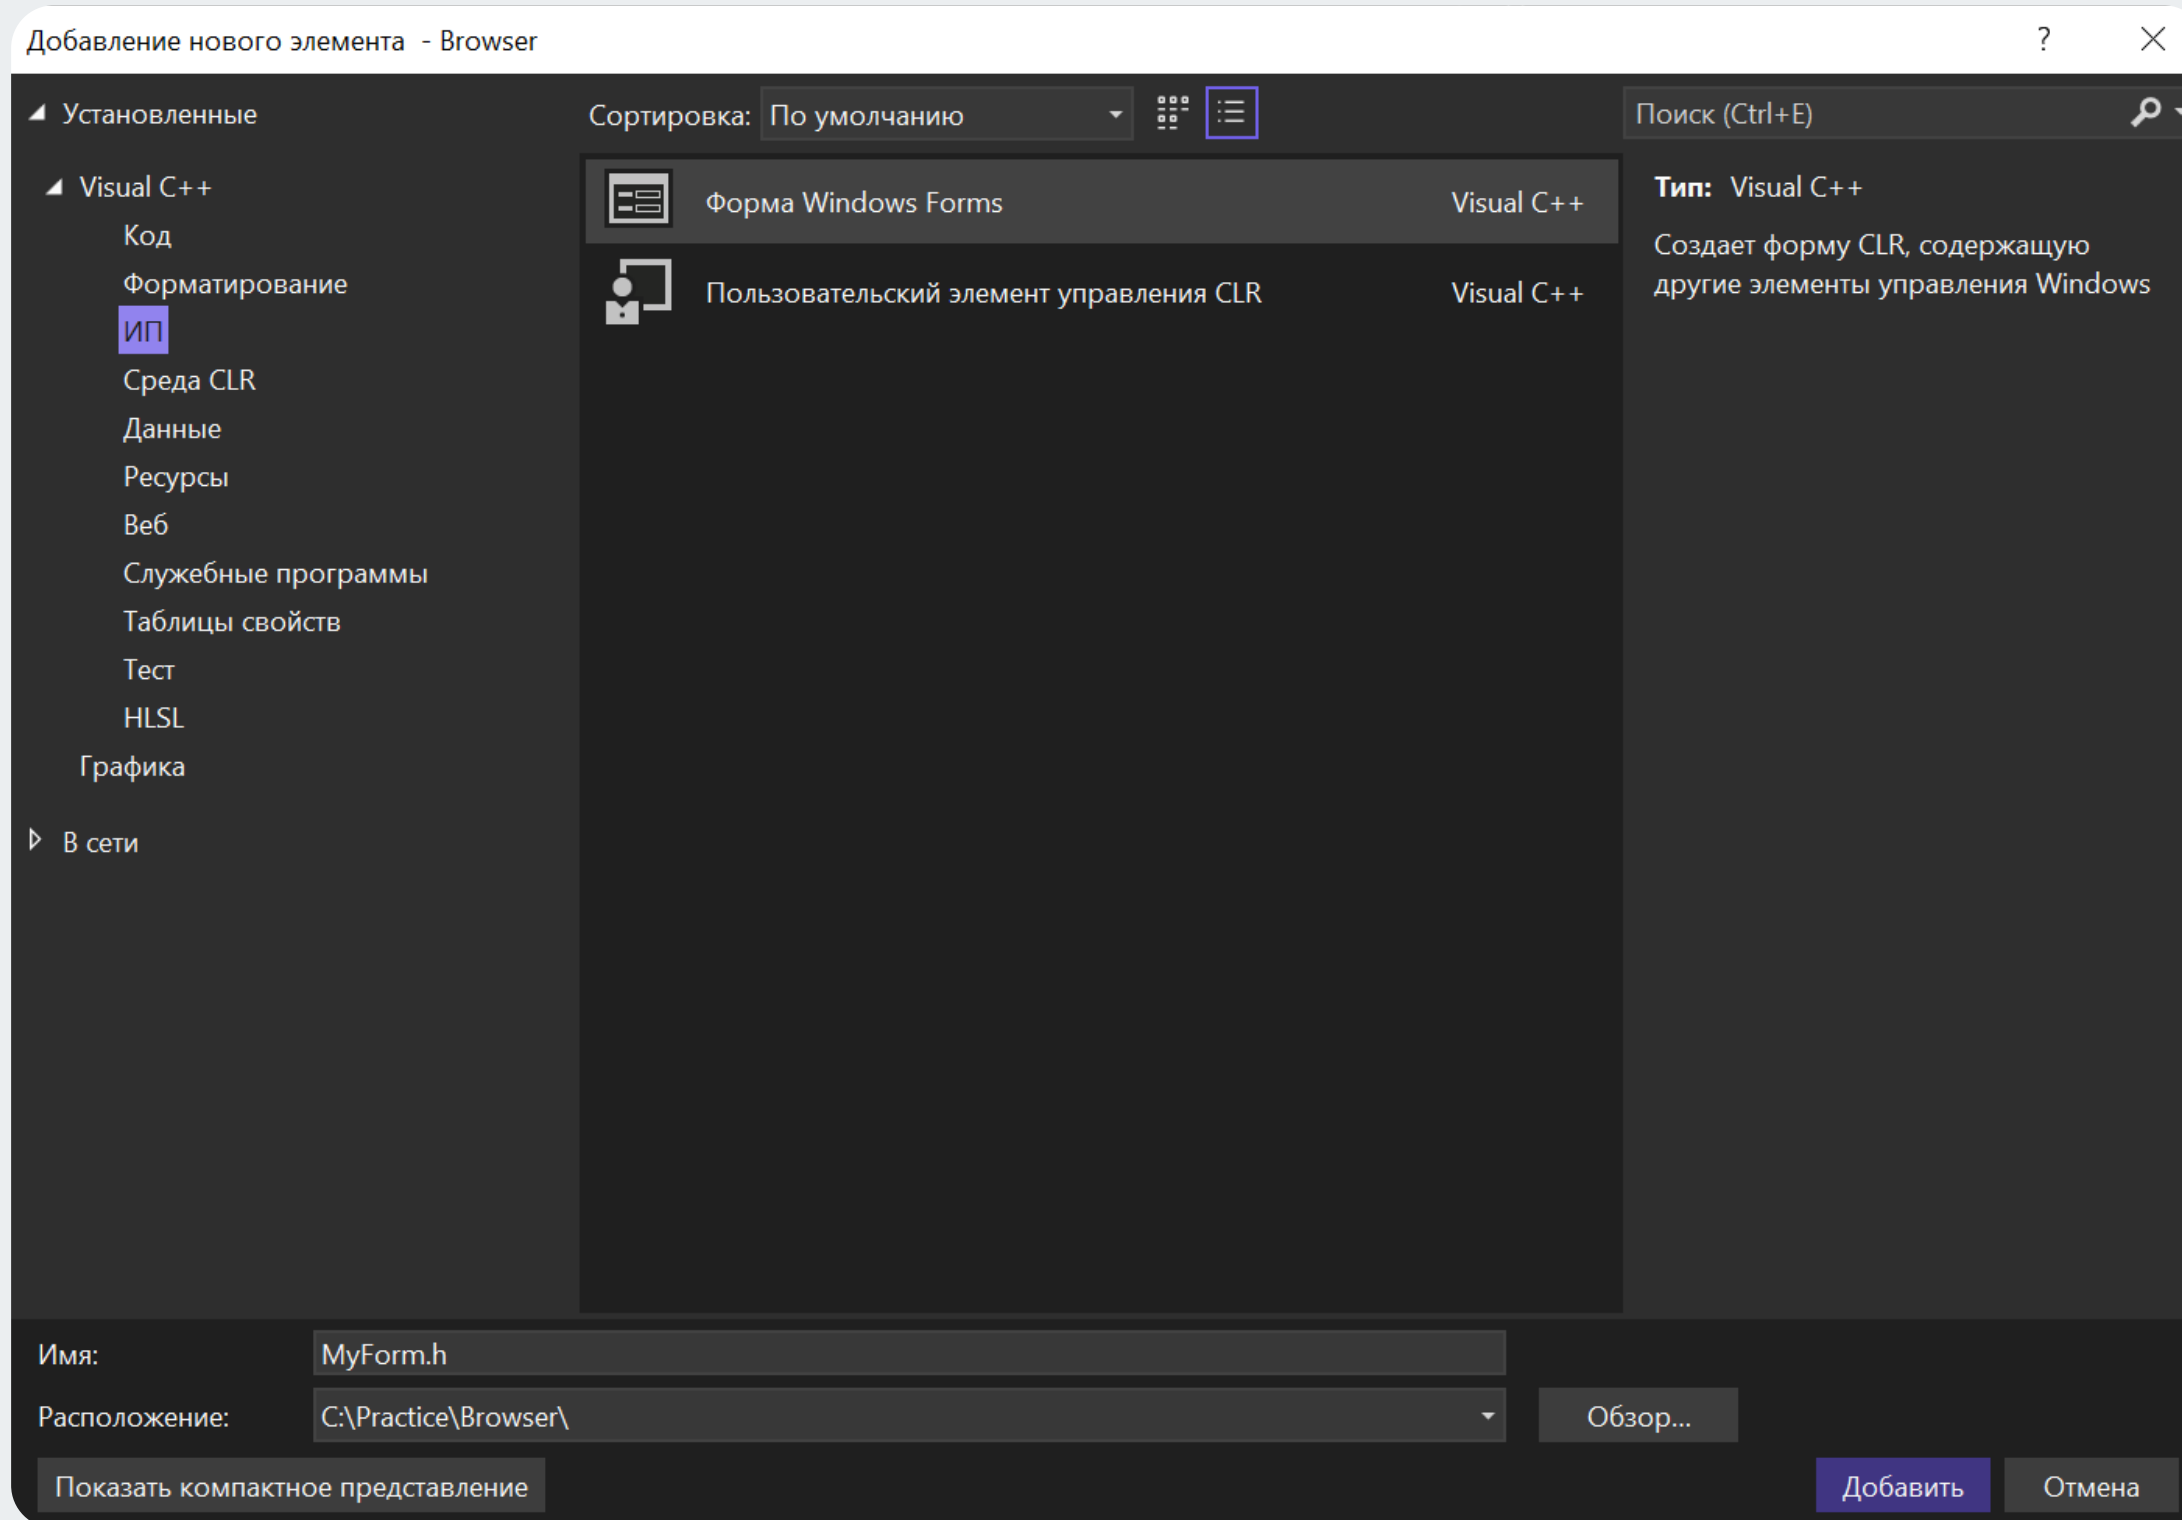 Добавление нового элемента - Browser
?
Установленные
Visual C++
Код
Форматирование
ИП
Среда CLR
Данные
Ресурсы
Веб
Служебные программы
Таблицы свойств
Тест
HLSL
Графика
В сети
Сортировка: По умолчанию
Форма Windows Forms Visual C++
Пользовательский элемент управления CLR Visual C++
Поиск (Ctrl+E)
Тип: Visual C++
Создает форму CLR, содержащую
другие элементы управления Windows
Имя: MyForm.h
Расположение: C:\Practice\Browser\ Обзор...
Показать компактное представление Добавить Отмена